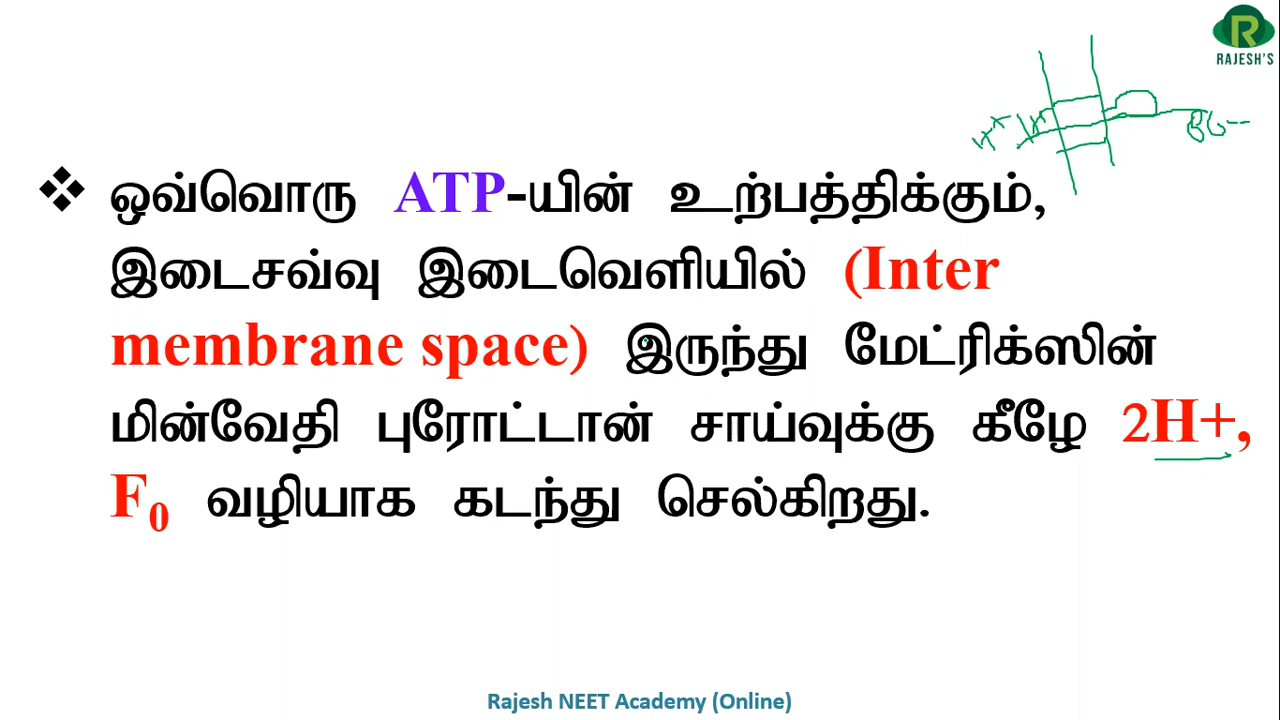 RAJESH'S
❖ ஒவ்வொரு ATP-யின் உற்பத்திக்கும்,
இடைசவ்வு இடைவெளியில் (Inter
membrane space) இருந்து மேட்ரிக்ஸின்
மின்வேதி புரோட்டான் சாய்வுக்கு கீழே 2H+,
F₀ வழியாக கடந்து செல்கிறது.
Rajesh NEET Academy (Online)